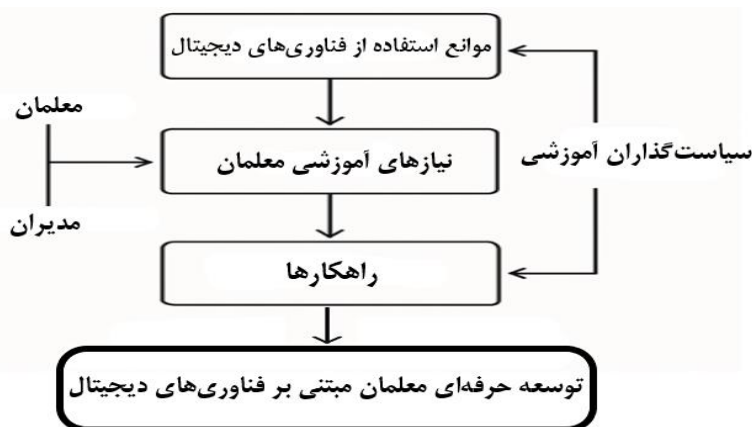 موانع استفاده از فناوری‌های دیجیتال
معلمان
نیازهای آموزشی معلمان
سیاست‌گذاران آموزشی
مدیران
راهکارها
توسعه حرفه‌ای معلمان مبتنی بر فناوری‌های دیجیتال